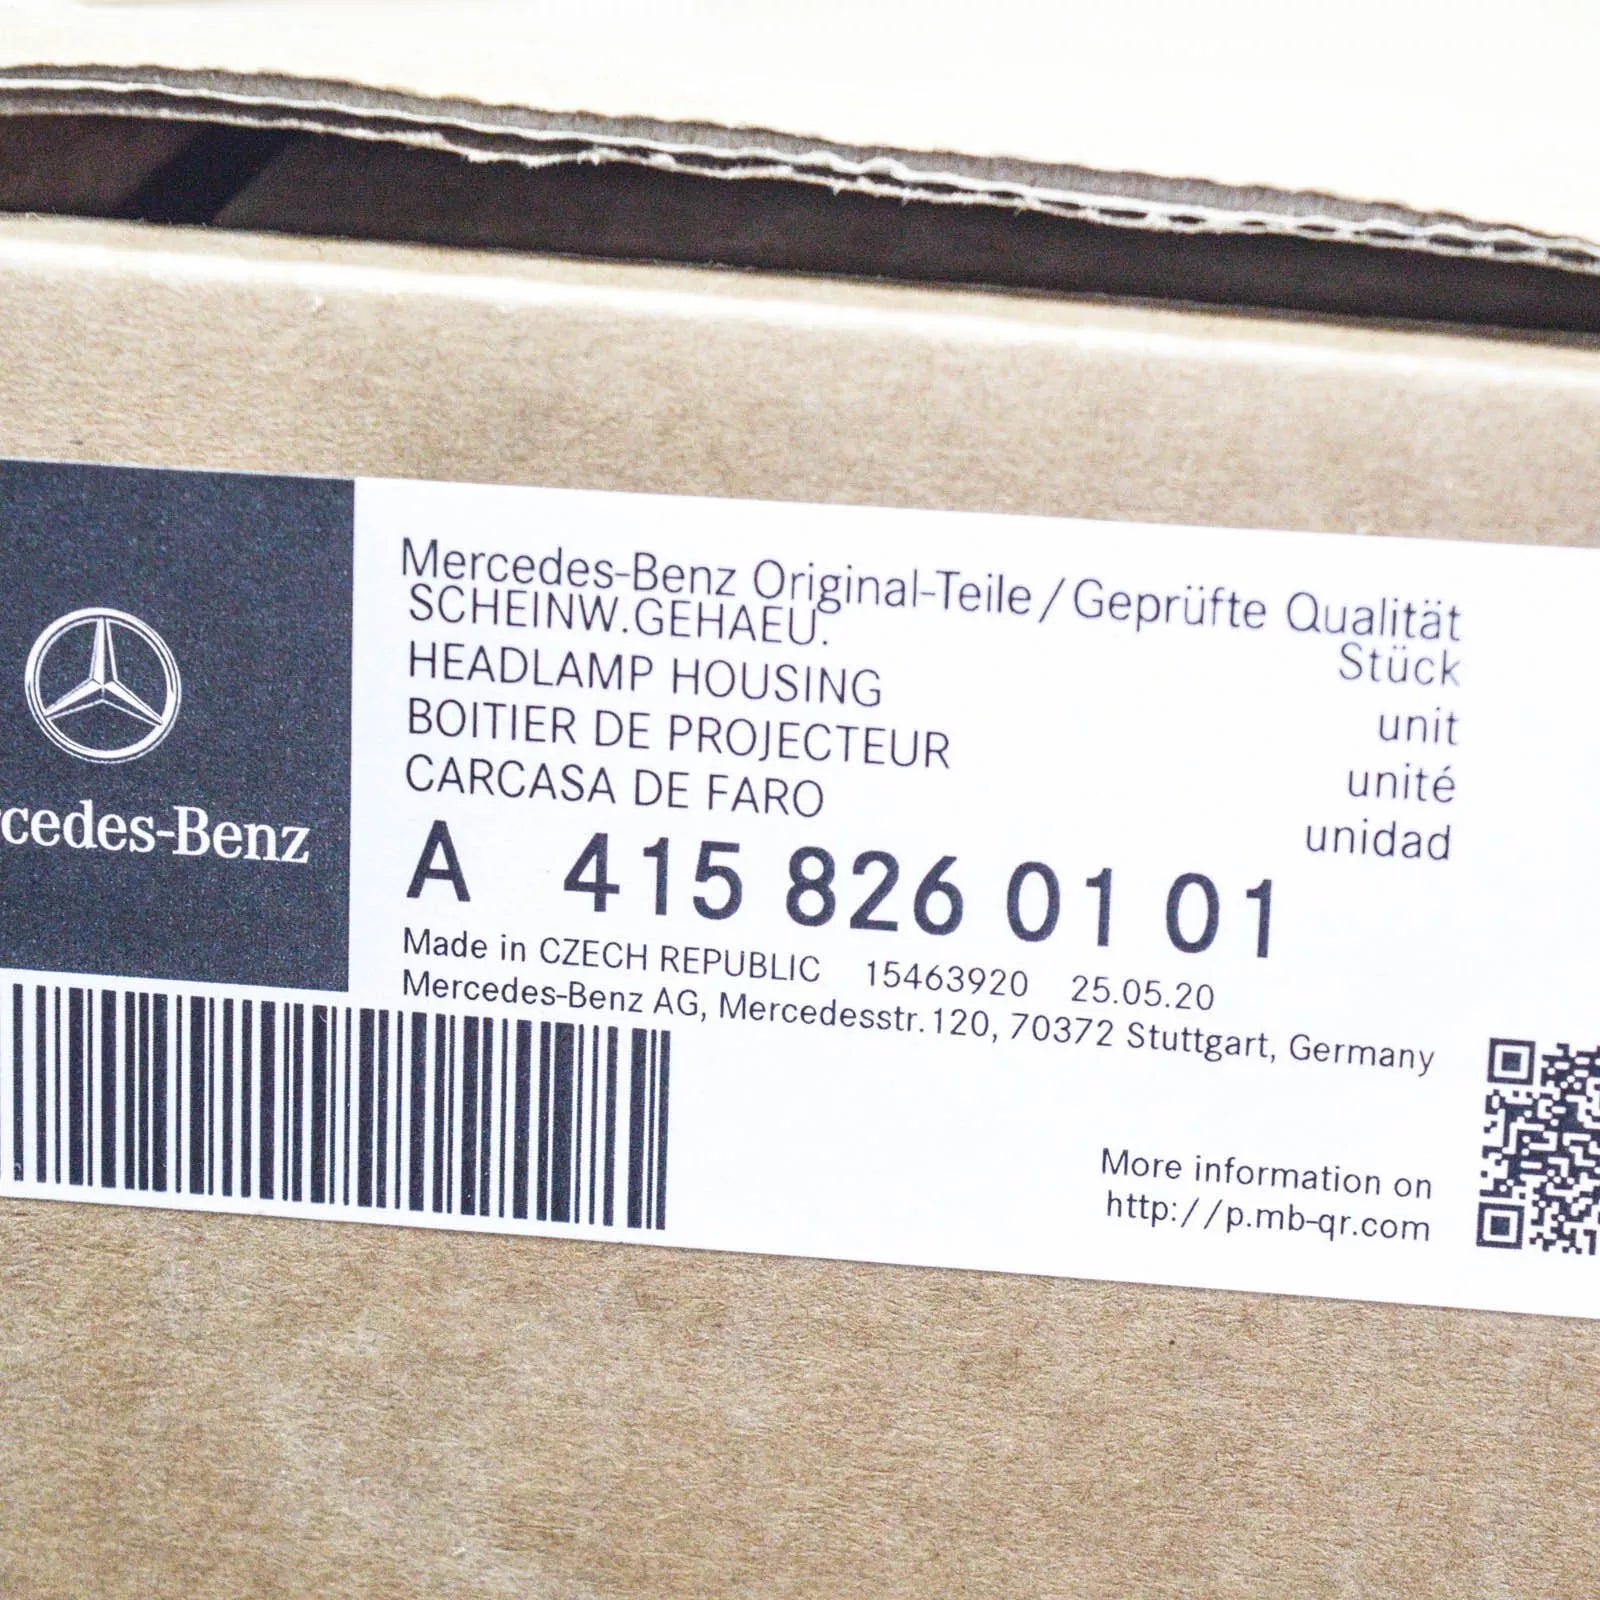 Mercedes-Benz Original-Teile / Geprüfte Qualität
SCHEINW.GEHAEU. Stück
HEADLAMP HOUSING unit
BOITIER DE PROJECTEUR unité
CARCASA DE FARO unidad
A 415 826 01 01
Made in CZECH REPUBLIC 15463920 25.05.20
Mercedes-Benz AG, Mercedesstr.120, 70372 Stuttgart, Germany
cedes-Benz
More information on
http://p.mb-qr.com